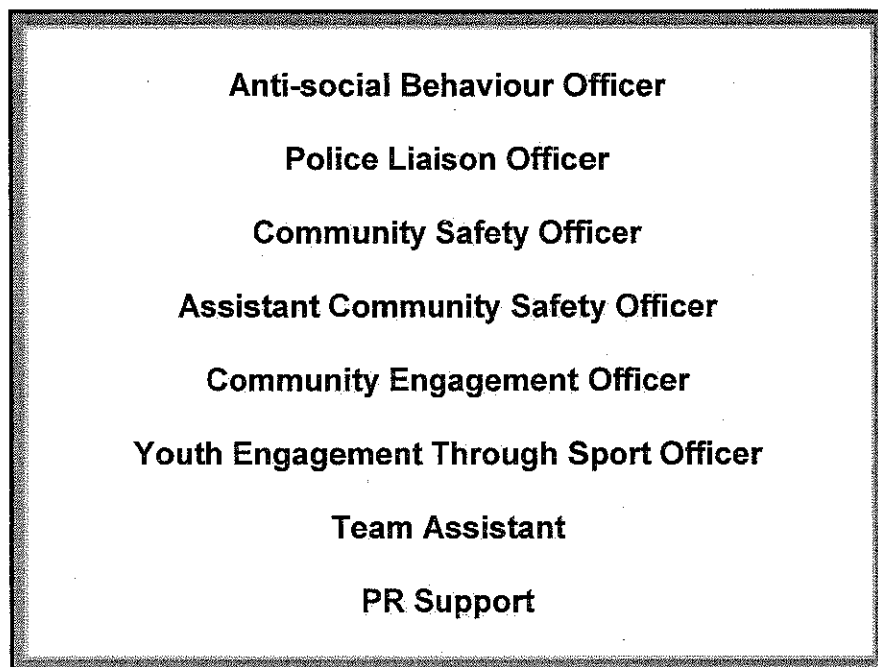 Anti-social Behaviour Officer
Police Liaison Officer
Community Safety Officer
Assistant Community Safety Officer
Community Engagement Officer
Youth Engagement Through Sport Officer
Team Assistant
PR Support